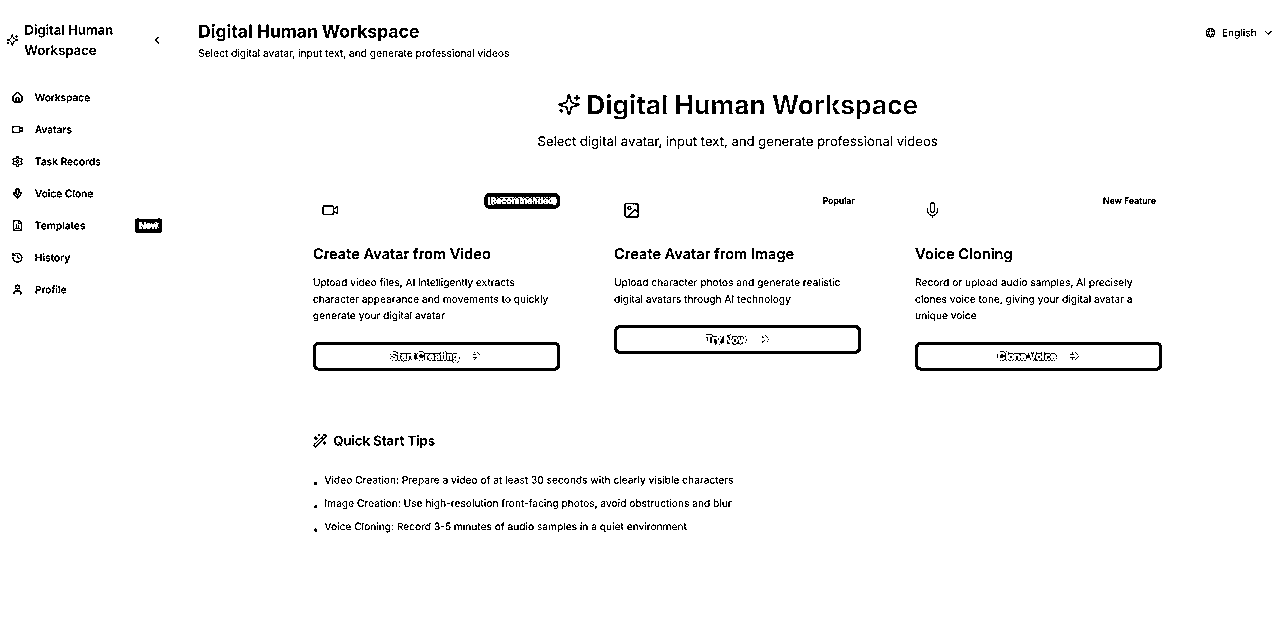 Digital Human
Workspace
Workspace
Avatars
Task Records
Voice Clone
Templates
New
History
Profile
Digital Human Workspace
Select digital avatar, input text, and generate professional videos
English
Digital Human Workspace
Select digital avatar, input text, and generate professional videos
[Recommended]
Create Avatar from Video
Upload video files, AI intelligently extracts
character appearance and movements to quickly
generate your digital avatar
Start Creating
Popular
Create Avatar from Image
Upload character photos and generate realistic
digital avatars through AI technology
Try Now
New Feature
Voice Cloning
Record or upload audio samples, AI precisely
clones voice tone, giving your digital avatar a
unique voice
Clone Voice
Quick Start Tips
• Video Creation: Prepare a video of at least 30 seconds with clearly visible characters
• Image Creation: Use high-resolution front-facing photos, avoid obstructions and blur
• Voice Cloning: Record 3-5 minutes of audio samples in a quiet environment